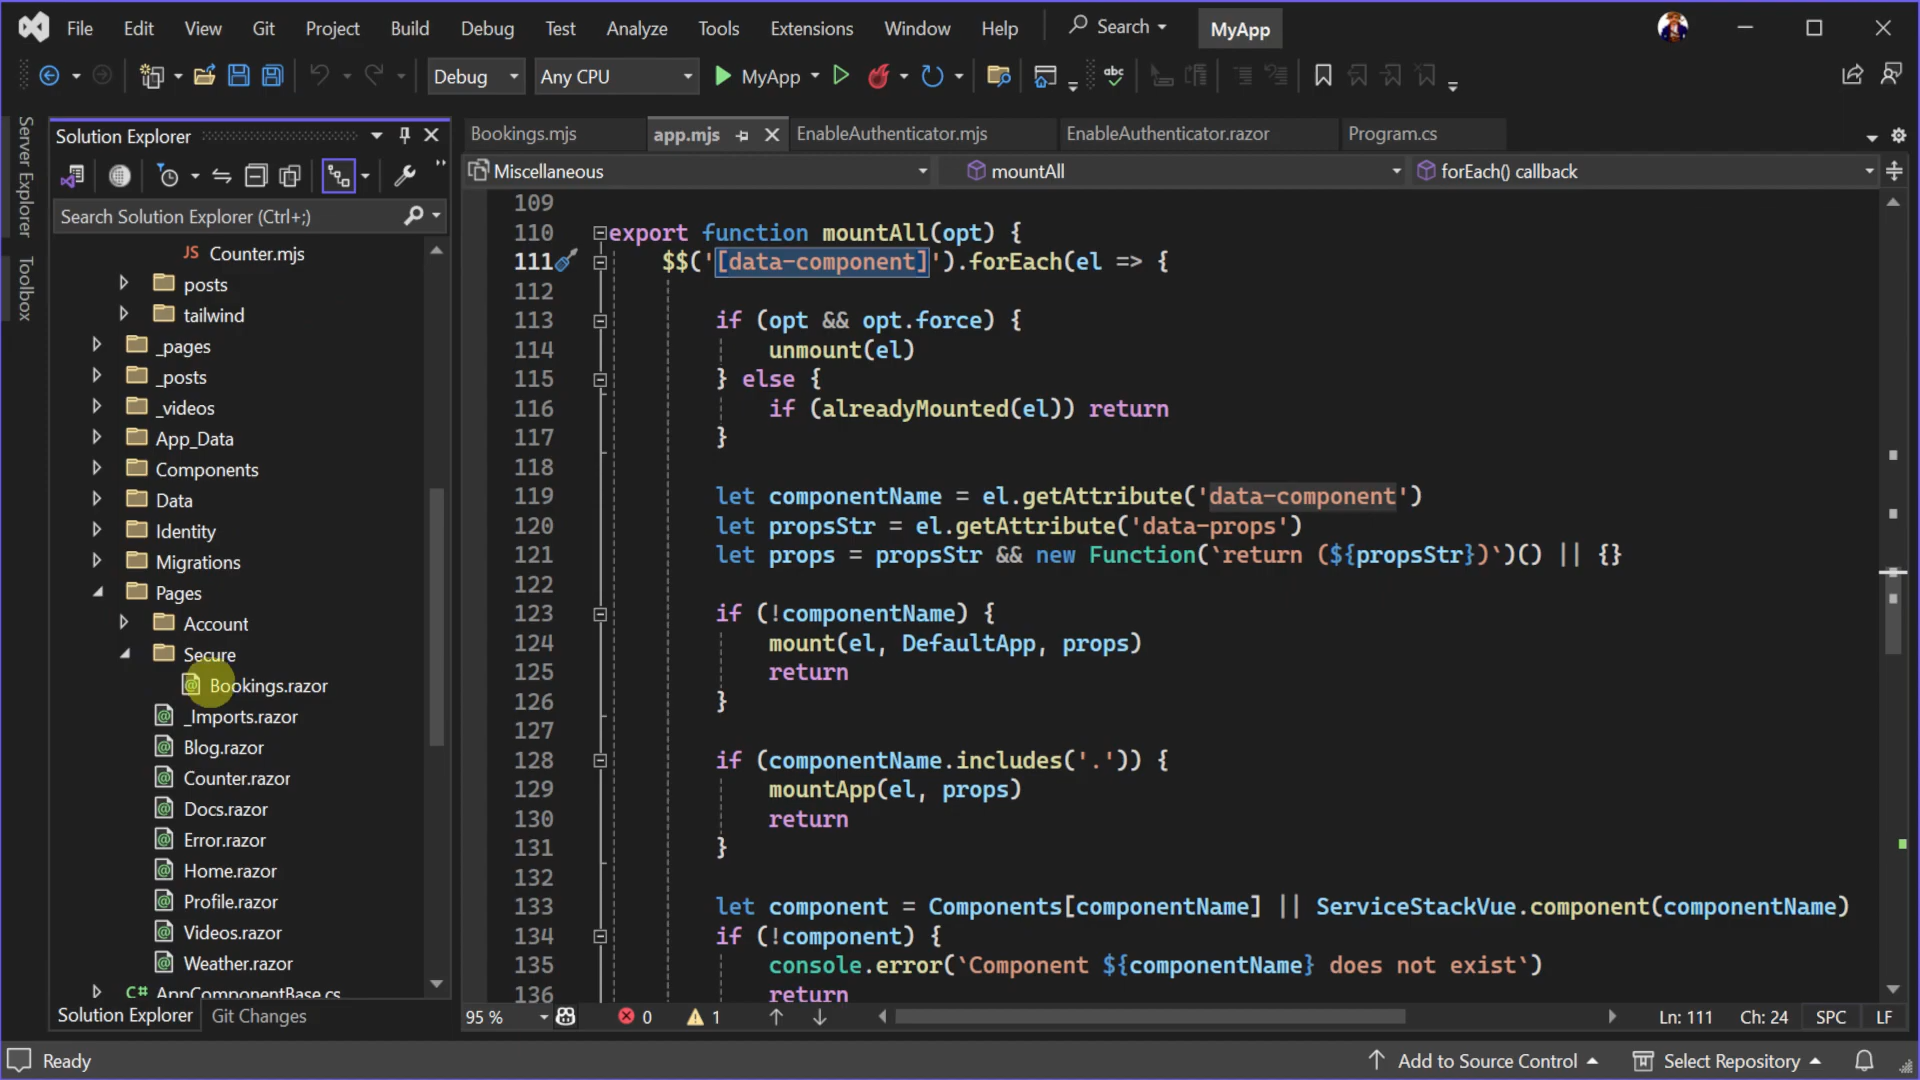 File Edit View Git Project Build Debug Test Analyze Tools Extensions Window Help Search MyApp
Debug Any CPU MyApp abc
Server Explorer
Toolbox
Solution Explorer
Search Solution Explorer (Ctrl+;)
JS Counter.mjs
posts
tailwind
_pages
_posts
_videos
App_Data
Components
Data
Identity
Migrations
Pages
Account
Secure
Bookings.razor
_Imports.razor
Blog.razor
Counter.razor
Docs.razor
Error.razor
Home.razor
Profile.razor
Videos.razor
Weather.razor
C# AppComponentBase.cs
Solution Explorer Git Changes
Bookings.mjs app.mjs EnableAuthenticator.mjs EnableAuthenticator.razor Program.cs
Miscellaneous mountAll forEach() callback
109
110 export function mountAll(opt) {
111 $$('[data-component]').forEach(el => {
112
113 if (opt && opt.force) {
114 unmount(el)
115 } else {
116 if (alreadyMounted(el)) return
117 }
118
119 let componentName = el.getAttribute('data-component')
120 let propsStr = el.getAttribute('data-props')
121 let props = propsStr && new Function(`return (${propsStr})`)() || {}
122
123 if (!componentName) {
124 mount(el, DefaultApp, props)
125 return
126 }
127
128 if (componentName.includes('.')) {
129 mountApp(el, props)
130 return
131 }
132
133 let component = Components[componentName] || ServiceStackVue.component(componentName)
134 if (!component) {
135 console.error(`Component ${componentName} does not exist`)
136 return
95 % 0 1 Ln: 111 Ch: 24 SPC LF
Ready Add to Source Control Select Repository